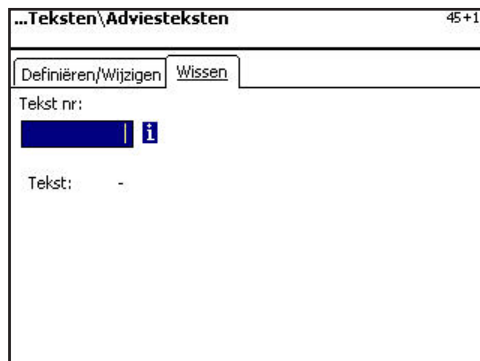 ...Teksten\Adviesteksten 45+1
Definiëren/Wijzigen Wissen
Tekst nr:
i
Tekst: -